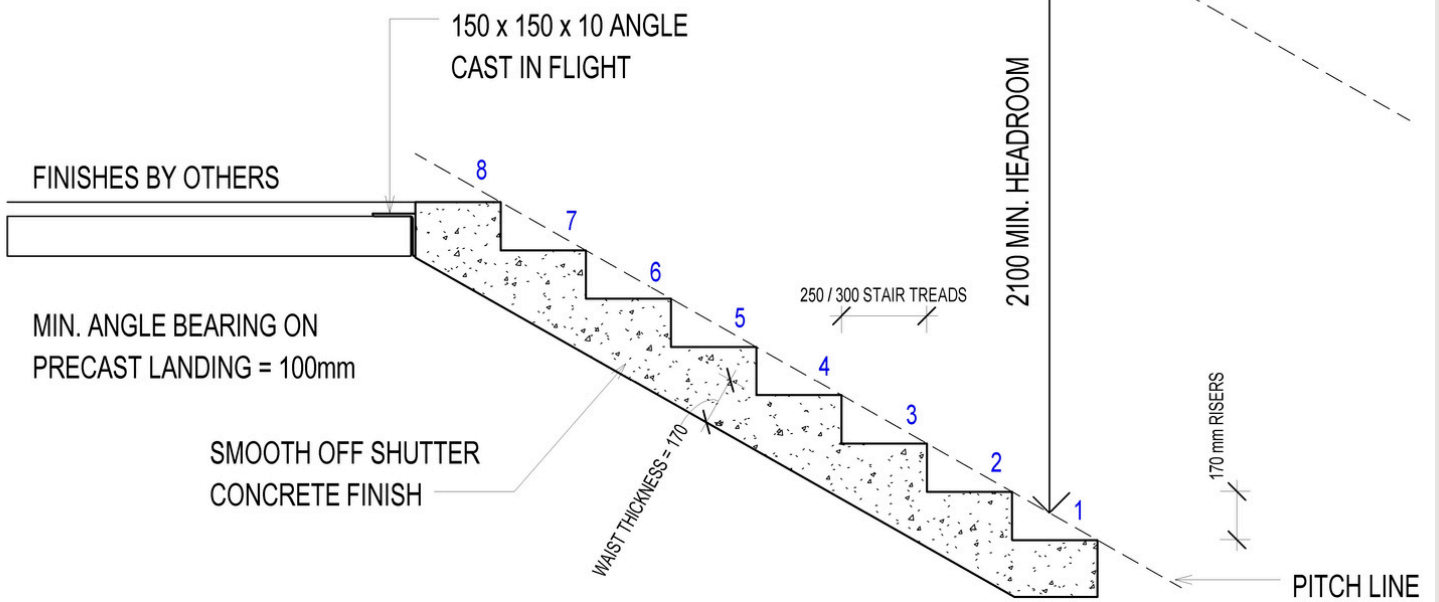 150 x 150 x 10 ANGLE
CAST IN FLIGHT
2100 MIN. HEADROOM
FINISHES BY OTHERS
8
7
6
250 / 300 STAIR TREADS
5
MIN. ANGLE BEARING ON
PRECAST LANDING = 100mm
4
3
170 mm RISERS
SMOOTH OFF SHUTTER
CONCRETE FINISH
WAIST THICKNESS = 170
2
1
PITCH LINE